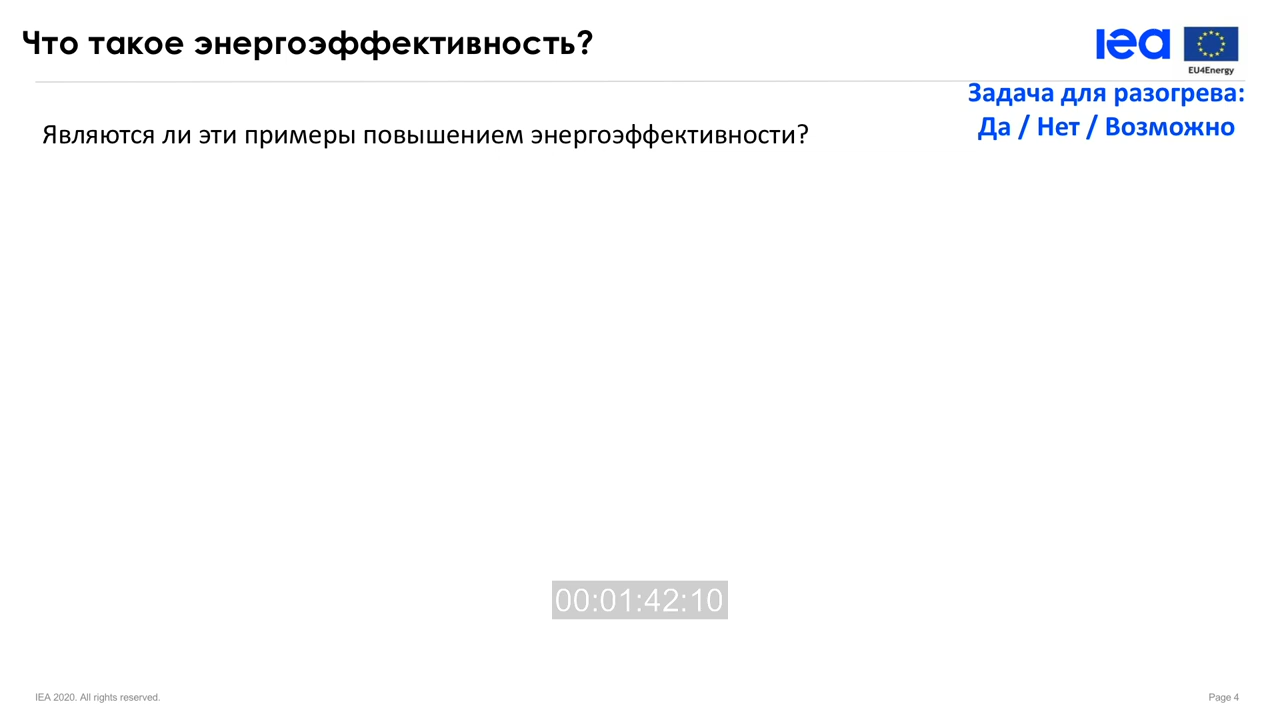 Что такое энергоэффективность?
iea
EU4Energy
Задача для разогрева:
Да / Нет / Возможно
Являются ли эти примеры повышением энергоэффективности?
00:01:42:10
IEA 2020. All rights reserved.
Page 4